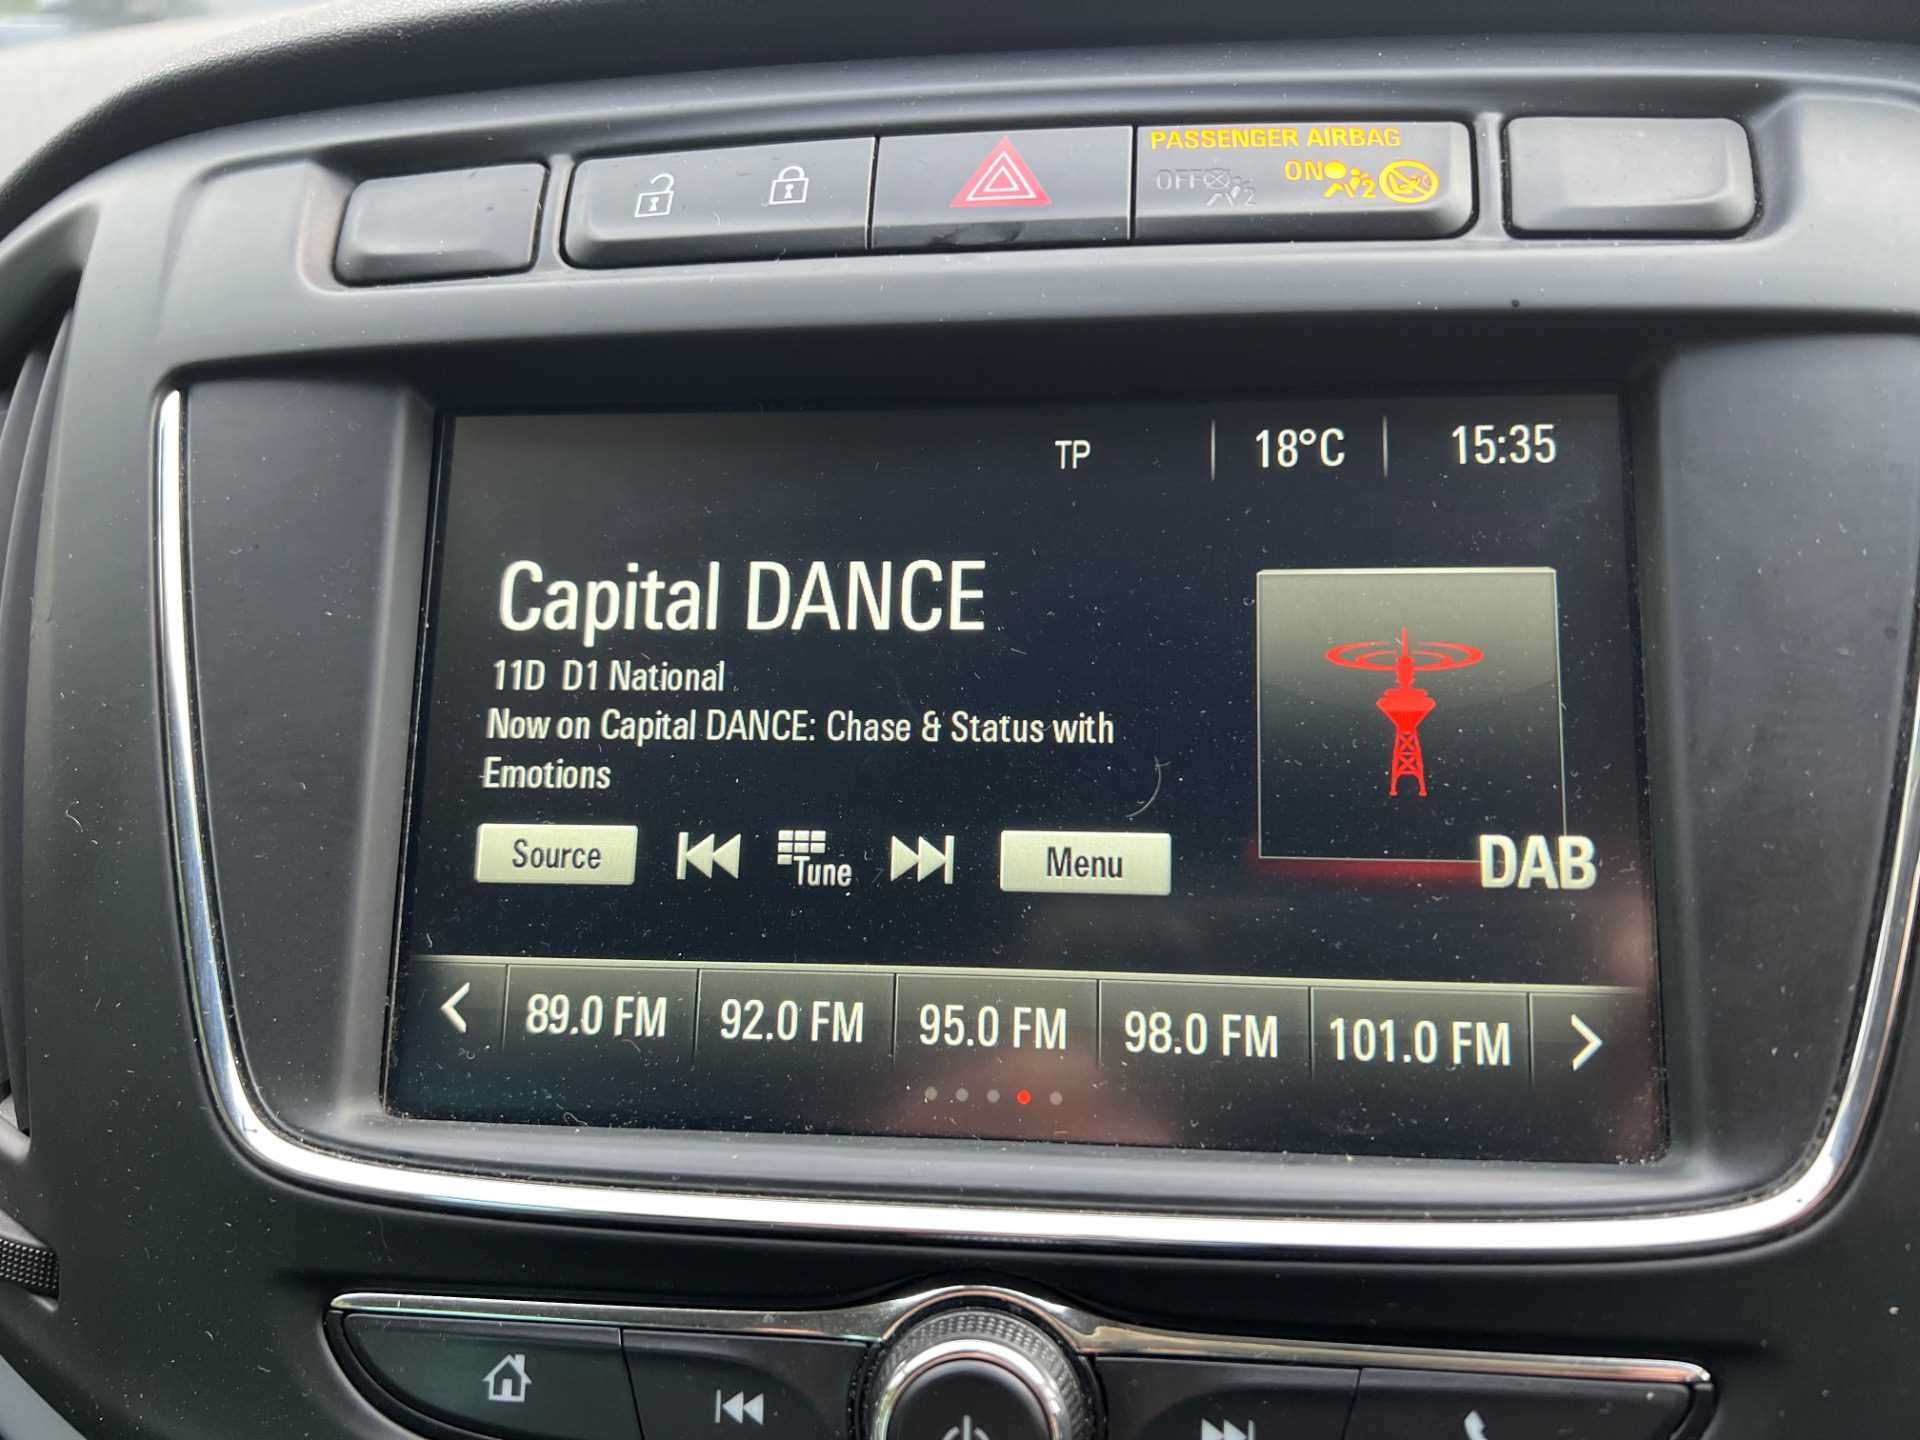 PASSENGER AIRBAG
OFF 2 ON 2
TP 18°C 15:35
Capital DANCE
11D D1 National
Now on Capital DANCE: Chase & Status with
Emotions
Source Tune Menu
DAB
89.0 FM 92.0 FM 95.0 FM 98.0 FM 101.0 FM